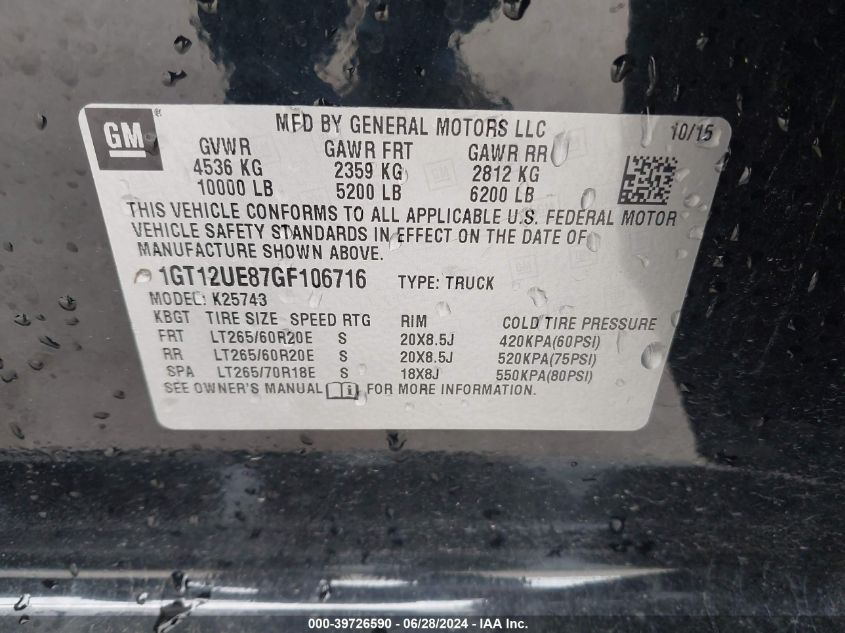 GM ®
MFD BY GENERAL MOTORS LLC 10/15
GVWR GAWR FRT GAWR RR
4536 KG 2359 KG 2812 KG
10000 LB 5200 LB 6200 LB
THIS VEHICLE CONFORMS TO ALL APPLICABLE U.S. FEDERAL MOTOR
VEHICLE SAFETY STANDARDS IN EFFECT ON THE DATE OF
MANUFACTURE SHOWN ABOVE.
1GT12UE87GF106716 TYPE: TRUCK
MODEL: K25743
KBGT TIRE SIZE SPEED RTG RIM COLD TIRE PRESSURE
FRT LT265/60R20E S 20X8.5J 420KPA(60PSI)
RR LT265/60R20E S 20X8.5J 520KPA(75PSI)
SPA LT265/70R18E S 18X8J 550KPA(80PSI)
SEE OWNER'S MANUAL FOR MORE INFORMATION.
000-39726590 - 06/28/2024 - IAA Inc.